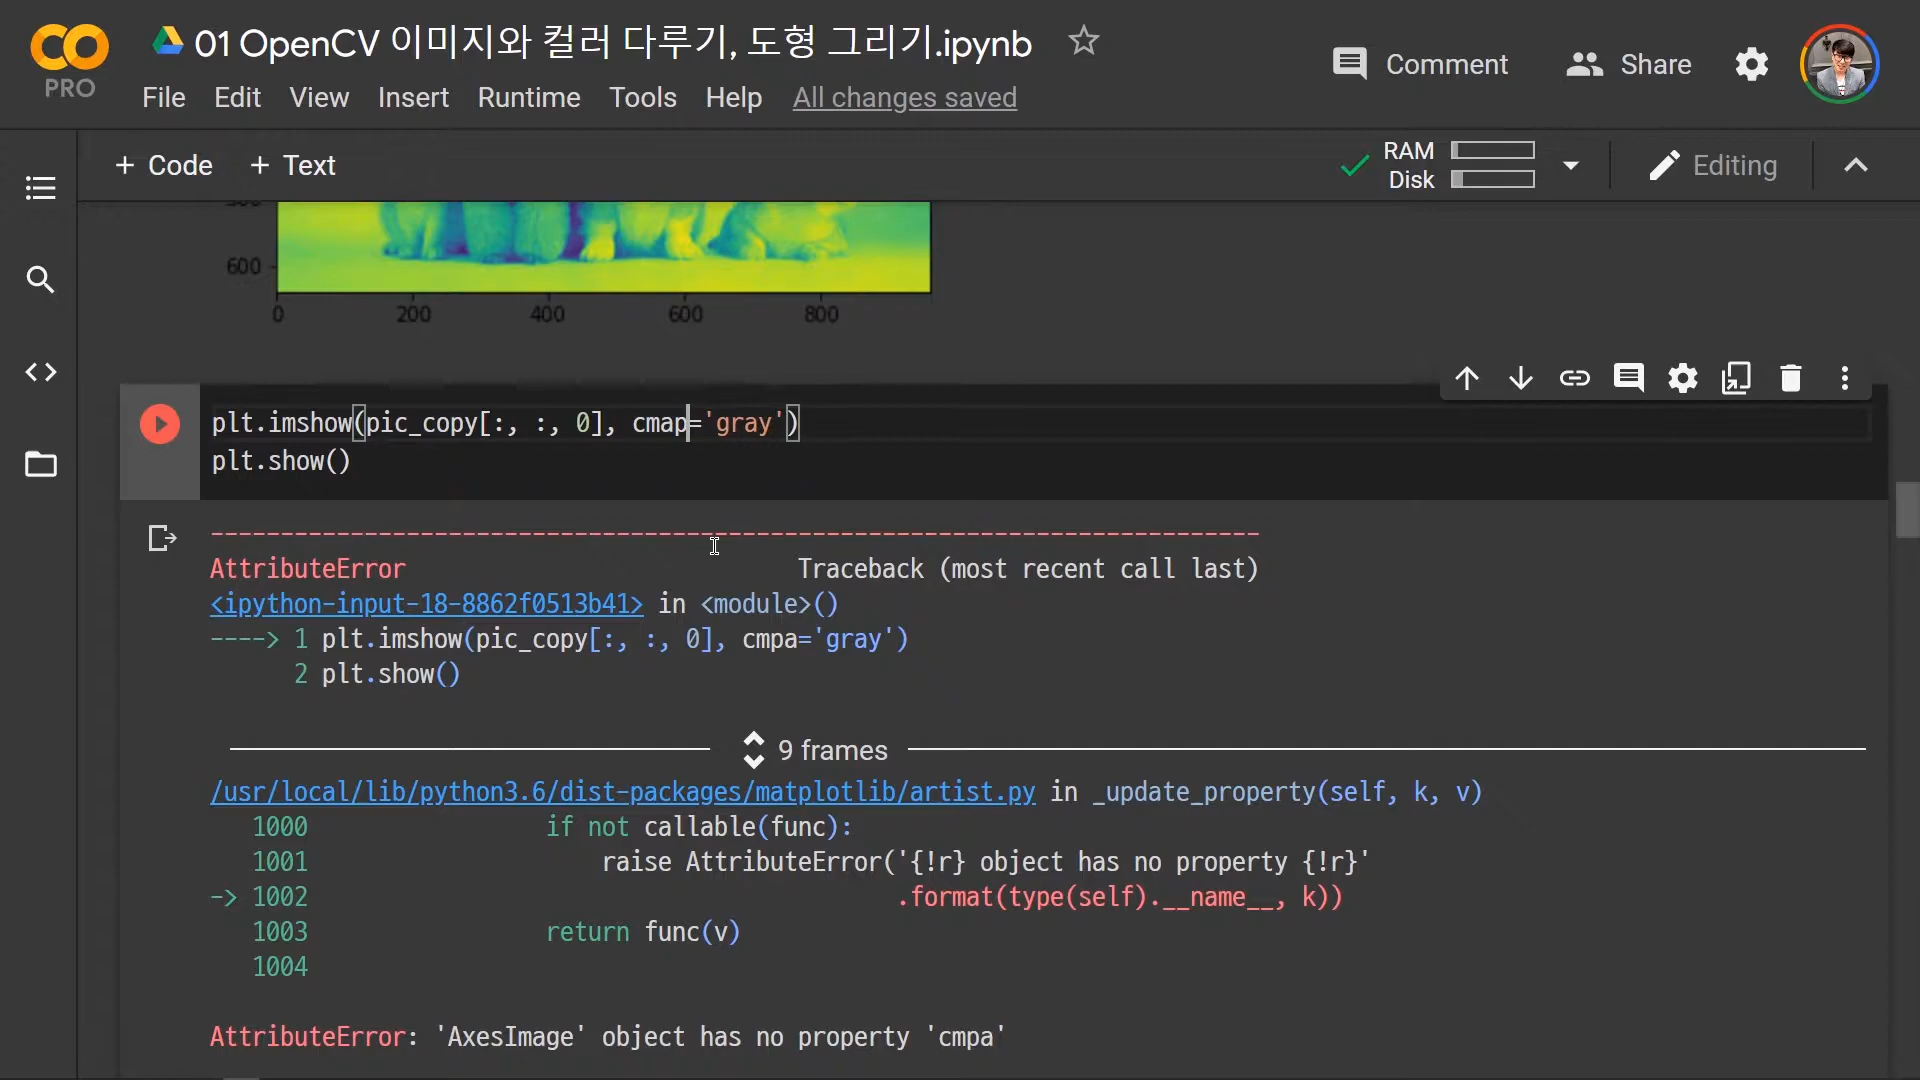 PRO
01 OpenCV 이미지와 컬러 다루기, 도형 그리기.ipynb
Comment
Share
File Edit View Insert Runtime Tools Help All changes saved
+ Code + Text
RAM
Disk
Editing
600
0 200 400 600 800
plt.imshow(pic_copy[:, :, 0], cmap='gray')
plt.show()
---------------------------------------------------------------------------
AttributeError Traceback (most recent call last)
<ipython-input-18-8862f0513b41> in <module>()
----> 1 plt.imshow(pic_copy[:, :, 0], cmpa='gray')
2 plt.show()
9 frames
/usr/local/lib/python3.6/dist-packages/matplotlib/artist.py in _update_property(self, k, v)
1000 if not callable(func):
1001 raise AttributeError('{!r} object has no property {!r}'
-> 1002 .format(type(self).__name__, k))
1003 return func(v)
1004
AttributeError: 'AxesImage' object has no property 'cmpa'